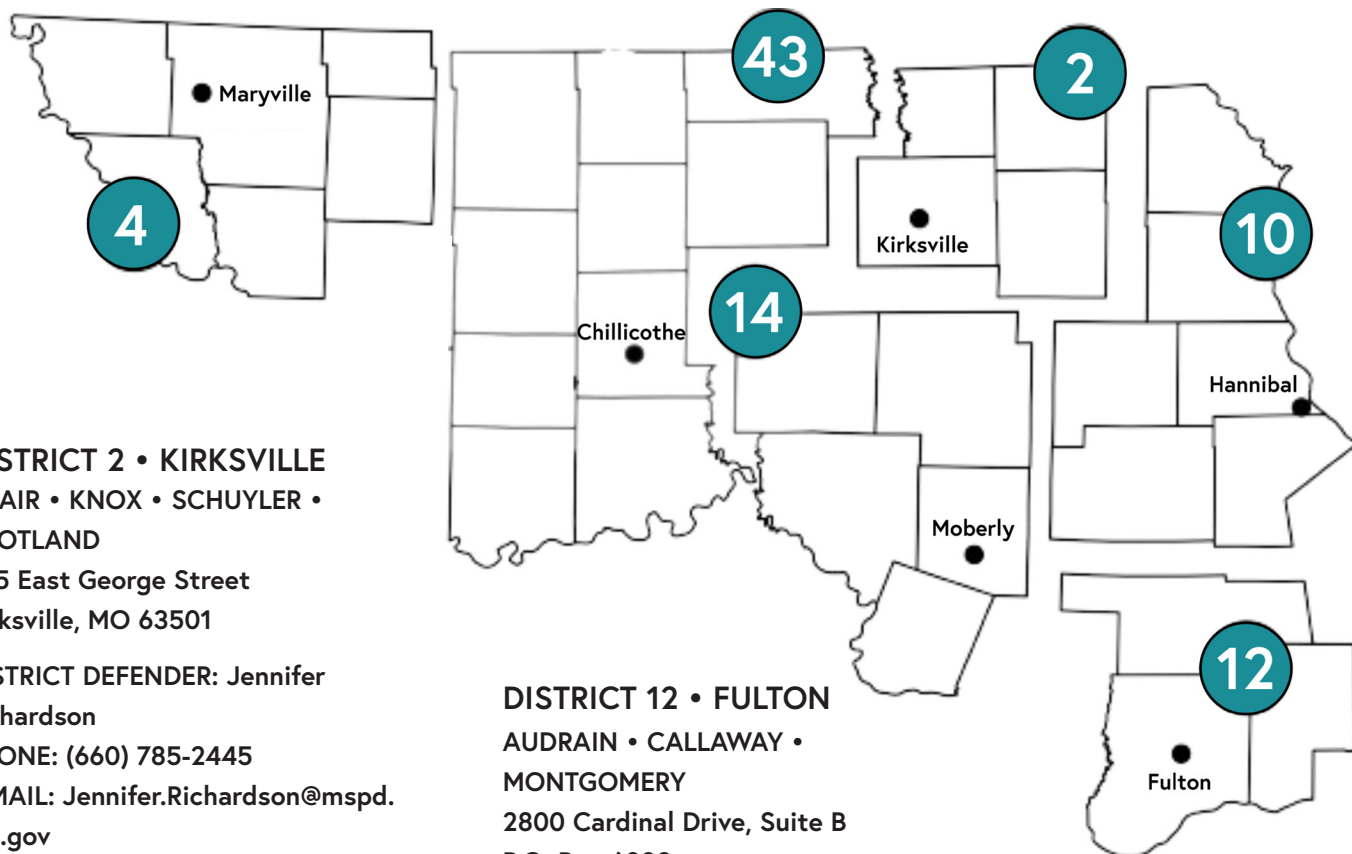 43
2
Maryville
4
10
Kirksville
14
Chillicothe
Hannibal
Moberly
12
Fulton
STRICT 2 • KIRKSVILLE
AIR • KNOX • SCHUYLER •
OTLAND
5 East George Street
ksville, MO 63501
STRICT DEFENDER: Jennifer
hardson
ONE: (660) 785-2445
MAIL: Jennifer.Richardson@mspd.
.gov
DISTRICT 12 • FULTON
AUDRAIN • CALLAWAY •
MONTGOMERY
2800 Cardinal Drive, Suite B